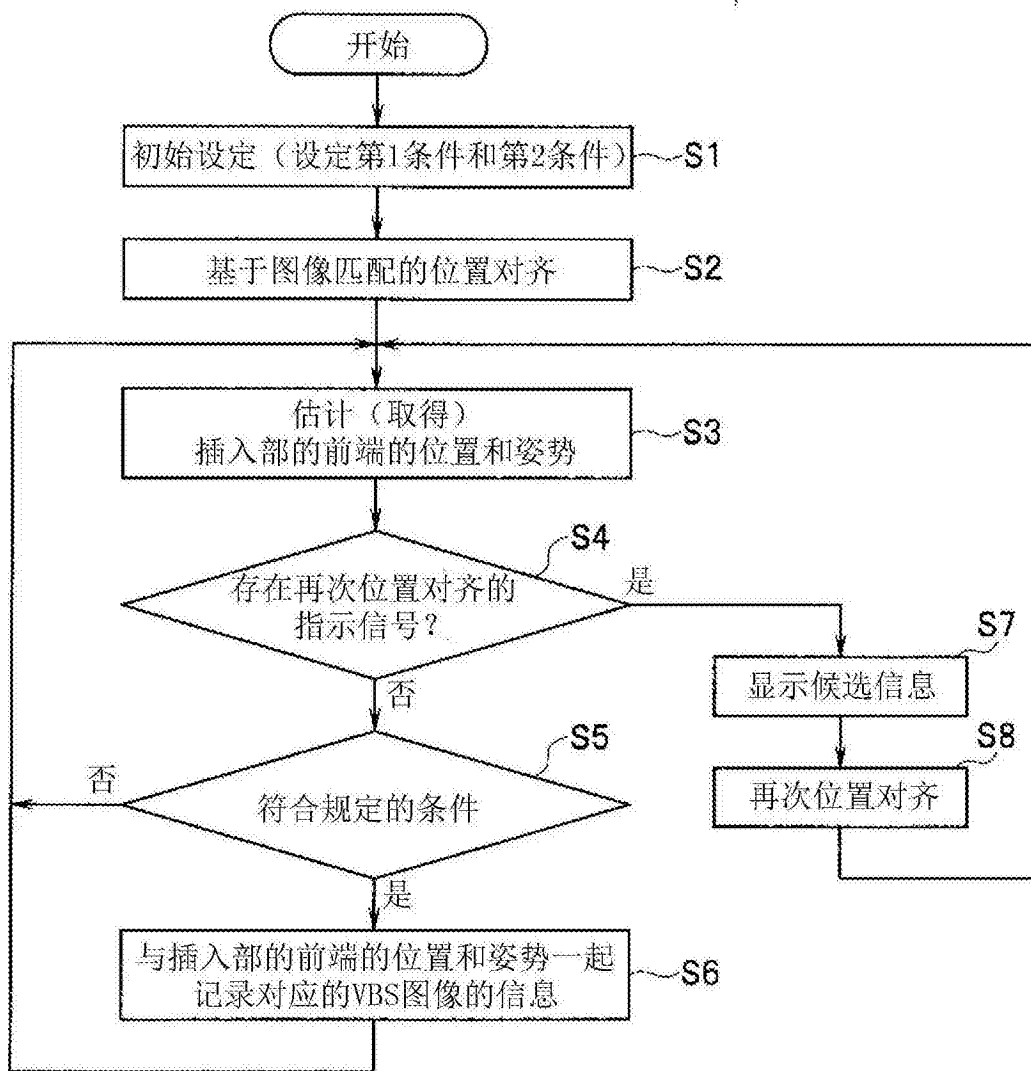 开始
初始设定（设定第1条件和第2条件）
S1
基于图像匹配的位置对齐
S2
估计（取得）
插入部的前端的位置和姿势
S3
S4
存在再次位置对齐的
指示信号？
是
否
S7
显示候选信息
S8
再次位置对齐
S5
符合规定的条件
否
是
与插入部的前端的位置和姿势一起
记录对应的VBS图像的信息
S6